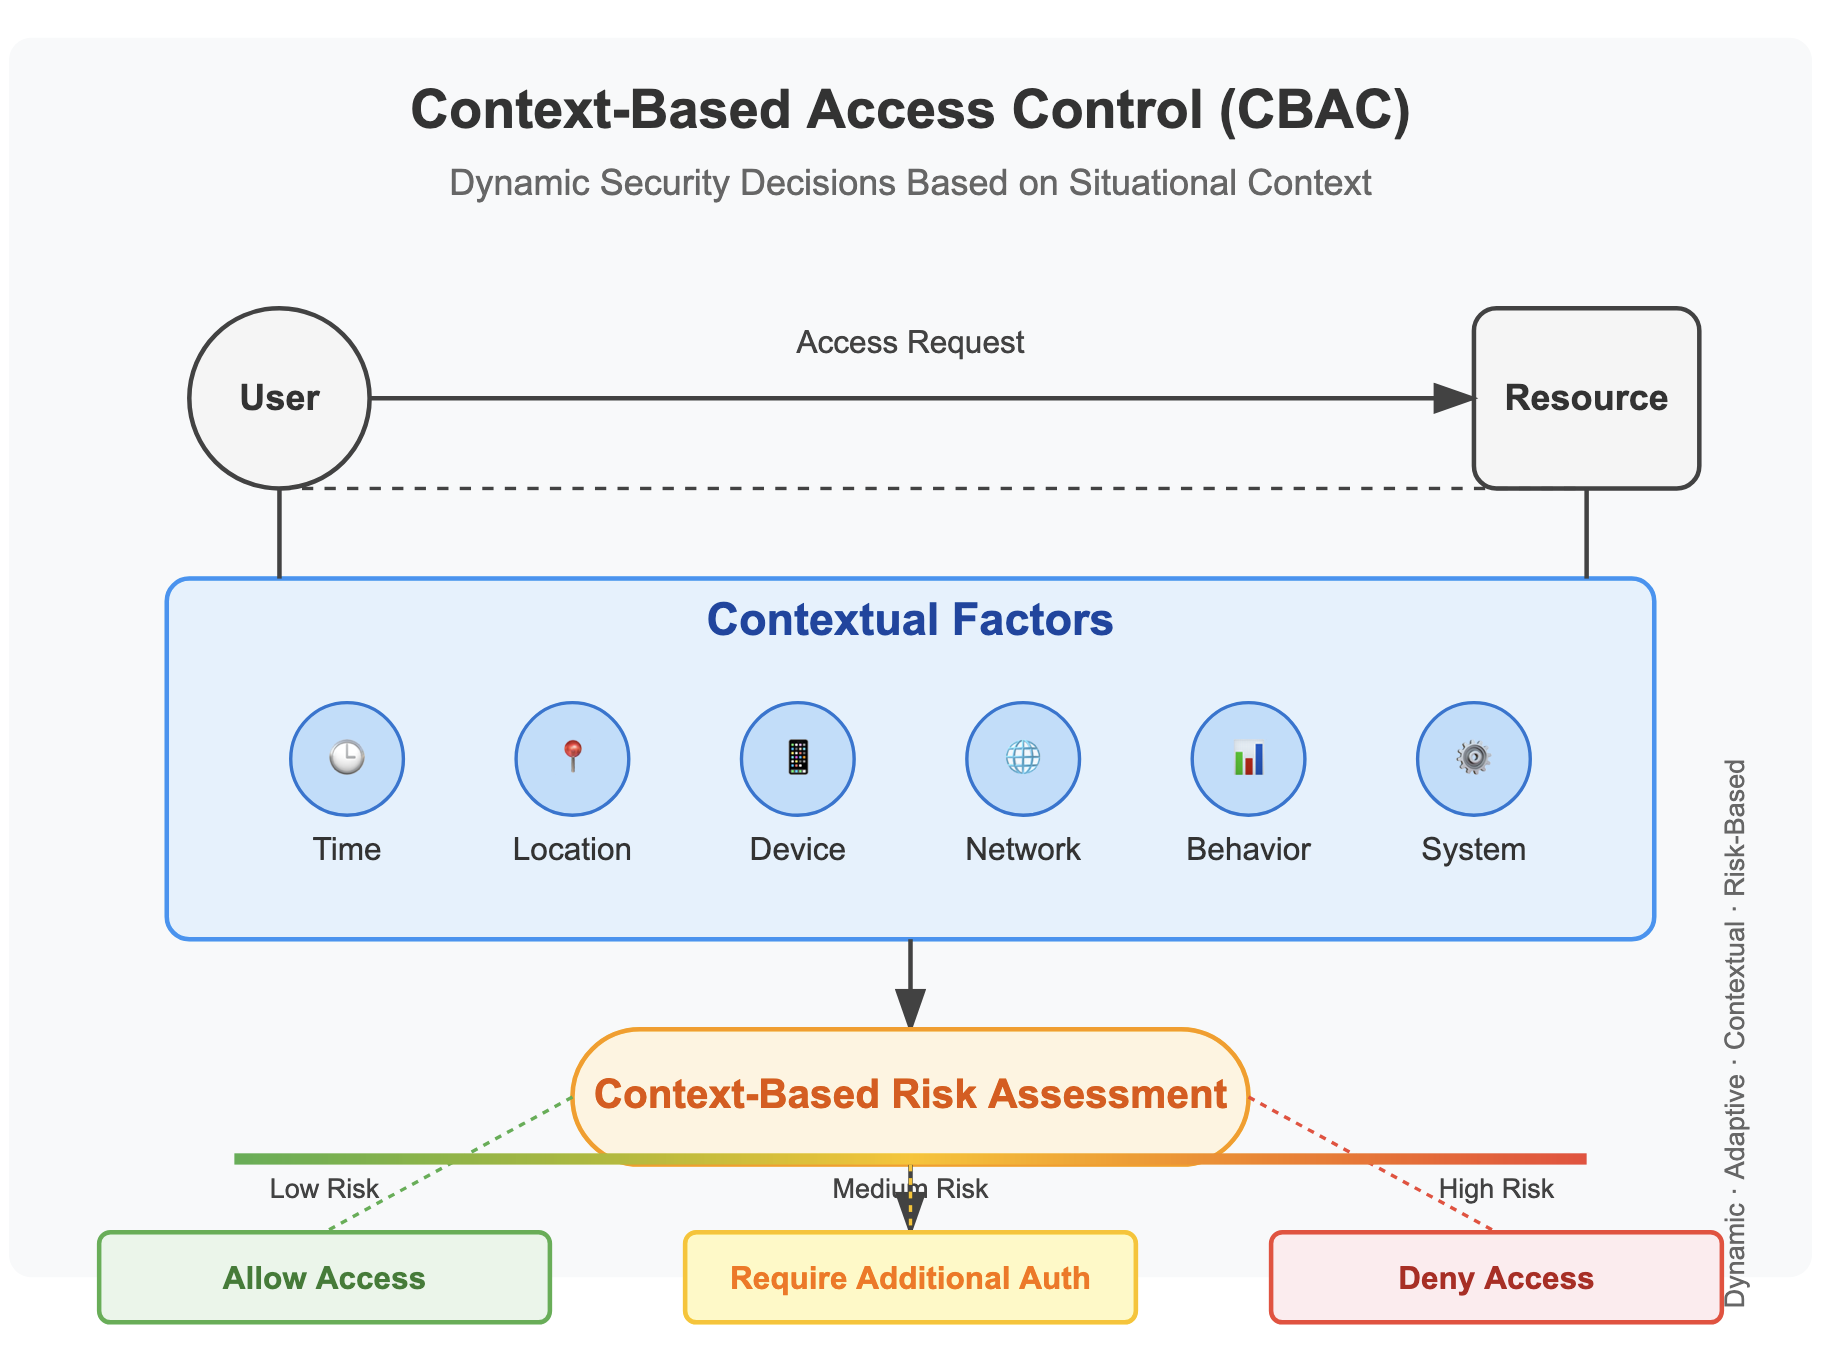 Context-Based Access Control (CBAC)
Dynamic Security Decisions Based on Situational Context
Access Request
User
Resource
Contextual Factors
Time
Location
Device
Network
Behavior
System
Context-Based Risk Assessment
Low Risk
Medium Risk
High Risk
Allow Access
Require Additional Auth
Deny Access
Dynamic · Adaptive · Contextual · Risk-Based